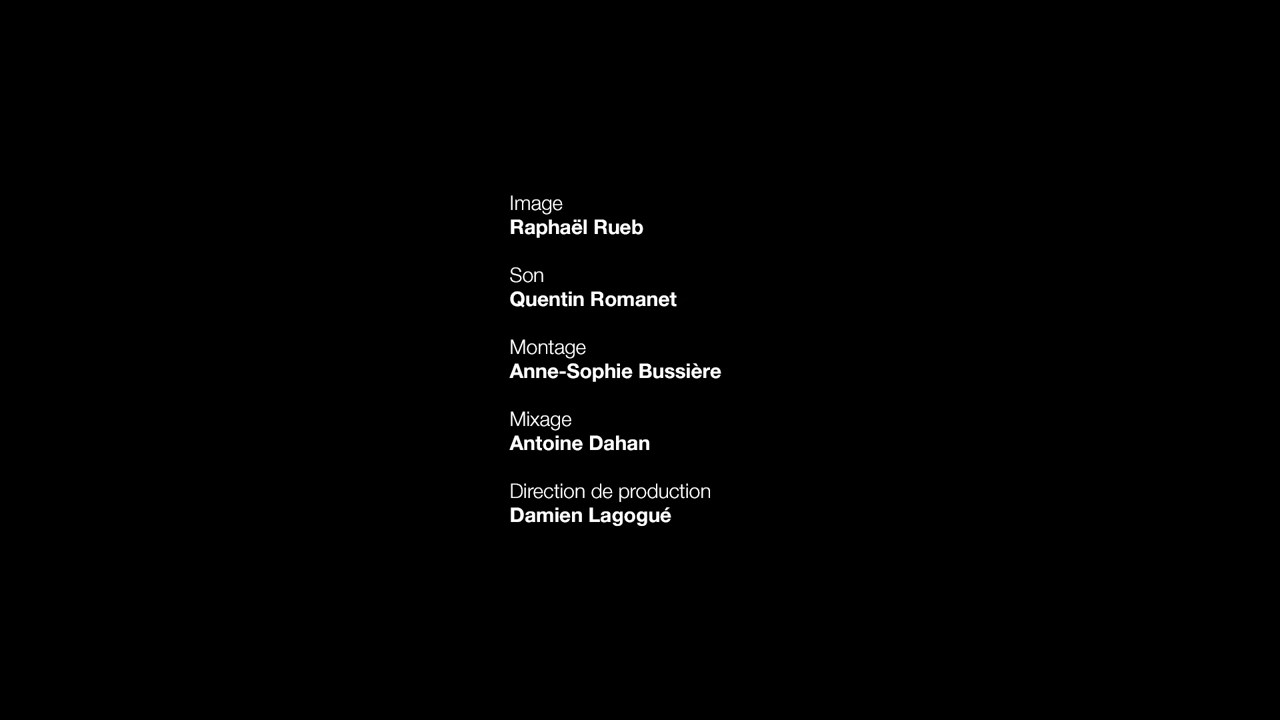 Image
Raphaël Rueb
Son
Quentin Romanet
Montage
Anne-Sophie Bussière
Mixage
Antoine Dahan
Direction de production
Damien Lagogué